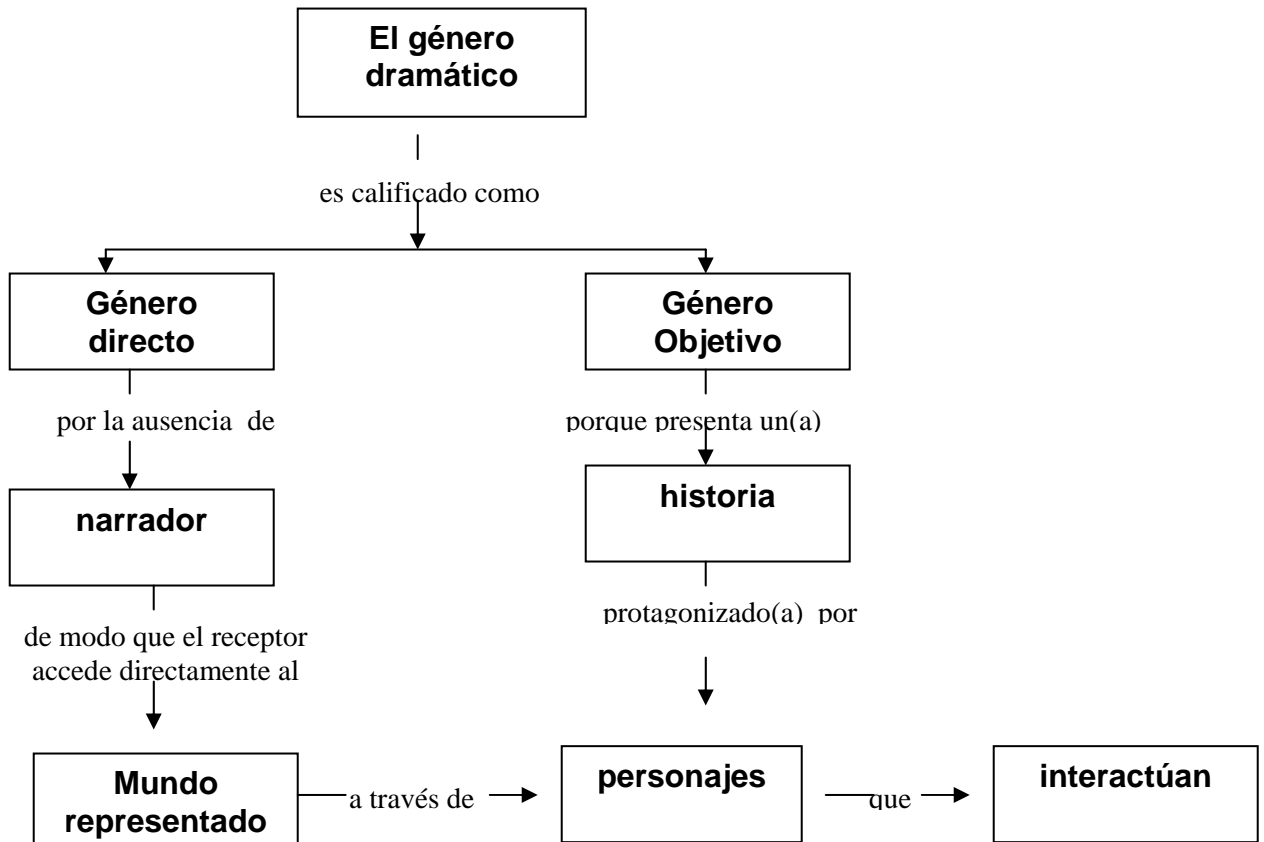 El género
dramático
es calificado como
Género
directo
Género
Objetivo
por la ausencia de
porque presenta un(a)
narrador
historia
de modo que el receptor
accede directamente al
protagonizado(a) por
Mundo
representado
a través de
personajes
que
interactúan